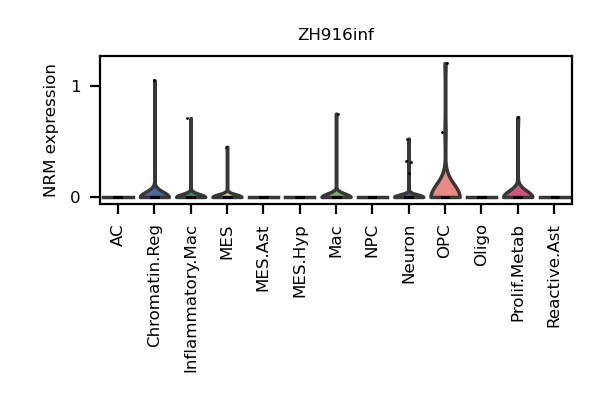 ZH916inf
NRM expression
1
0
AC
Chromatin.Reg
Inflammatory.Mac
MES
MES.Ast
MES.Hyp
Mac
NPC
Neuron
OPC
Oligo
Prolif.Metab
Reactive.Ast